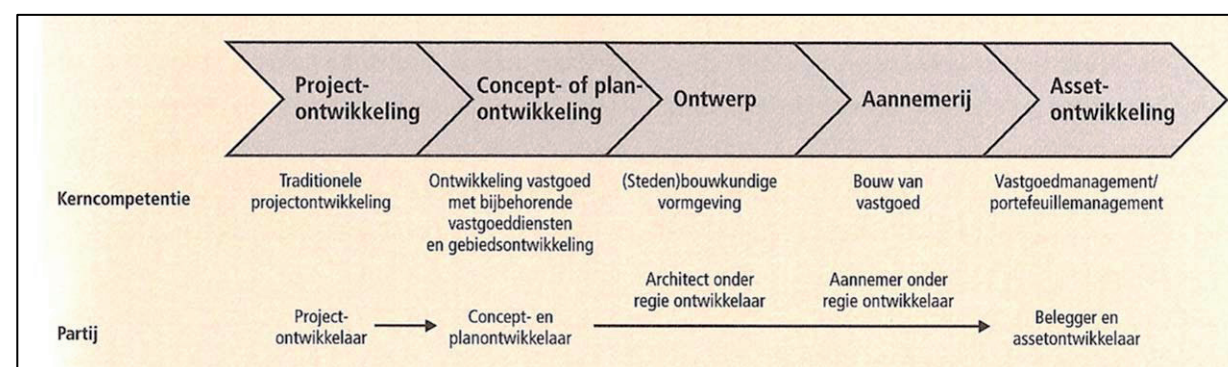 Project-
ontwikkeling
Concept- of plan-
ontwikkeling
Ontwerp
Aannemerij
Asset-
ontwikkeling
Kerncompetentie
Traditionele
projectontwikkeling
Ontwikkeling vastgoed
met bijbehorende
vastgoeddiensten
en gebiedsontwikkeling
(Steden)bouwkundige
vormgeving
Bouw van
vastgoed
Vastgoedmanagement/
portefeuillemanagement
Partij
Project-
ontwikkelaar
Concept- en
planontwikkelaar
Architect onder
regie ontwikkelaar
Aannemer onder
regie ontwikkelaar
Belegger en
assetontwikkelaar